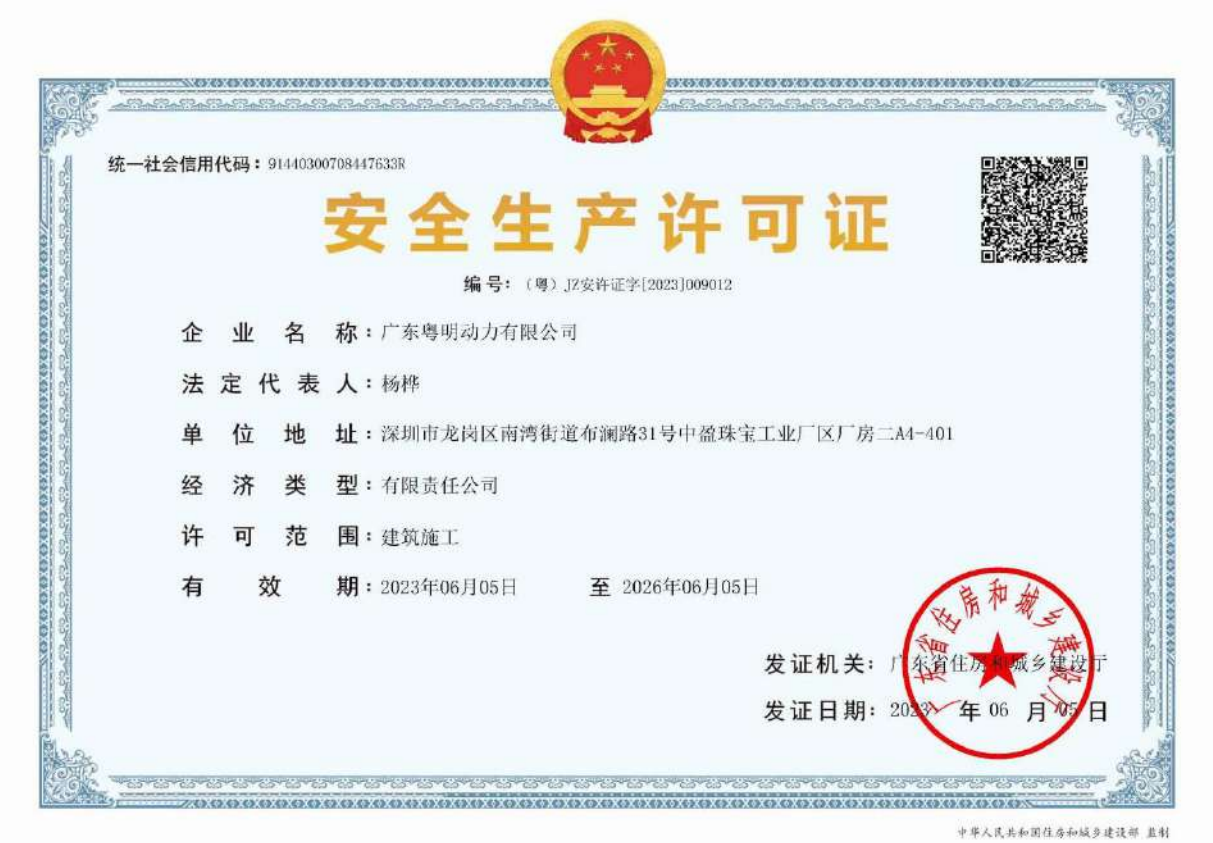 统一社会信用代码：91440300708447633R
安全生产许可证
编号：（粤）JZ安许证字[2023]009012
企业名称：广东粤明动力有限公司
法定代表人：杨桦
单位地址：深圳市龙岗区南湾街道布澜路31号中盈珠宝工业厂区厂房二A4-401
经济类型：有限责任公司
许可范围：建筑施工
有效期：2023年06月05日 至 2026年06月05日
广东省住房和城乡建设厅
发证机关：广东省住房和城乡建设厅
发证日期：2023 年 06 月 05 日
中华人民共和国住房和城乡建设部 监制